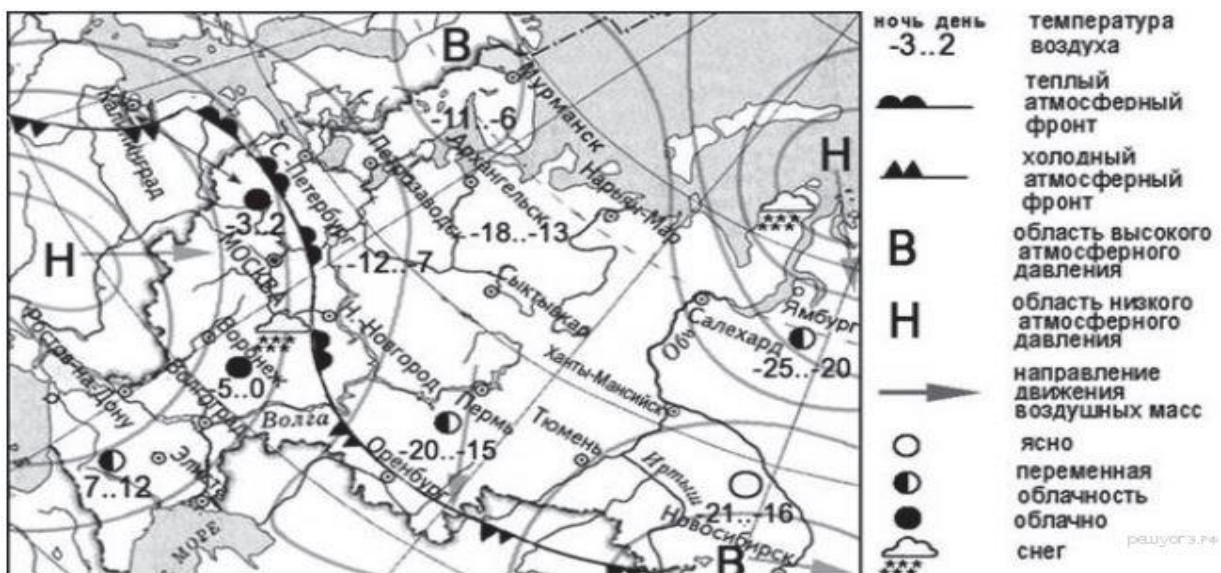 В
-11..-6
Мурманск
Калининград
С.-Петербург
Петрозаводск
Архангельск
Нарьян-Мар
Н
-3..2
-18..-13
Н
МОСКВА
-12..-7
Сыктывкар
Салехард
Ямбург
Обь
-25..-20
Ростов-на-Дону
Воронеж
-5..0
Н. Новгород
Ханты-Мансийск
Волгоград
Волга
Пермь
Тюмень
-20..-15
7..12
Элиста
Оренбург
Иртыш
-21..-16
Новосибирск
МОРЕ
В
ночь день
-3..2
температура
воздуха
теплый
атмосферный
фронт
холодный
атмосферный
фронт
В
область высокого
атмосферного
давления
Н
область низкого
атмосферного
давления
направление
движения
воздушных масс
ясно
переменная
облачность
облачно
снег
решуогэ.рф